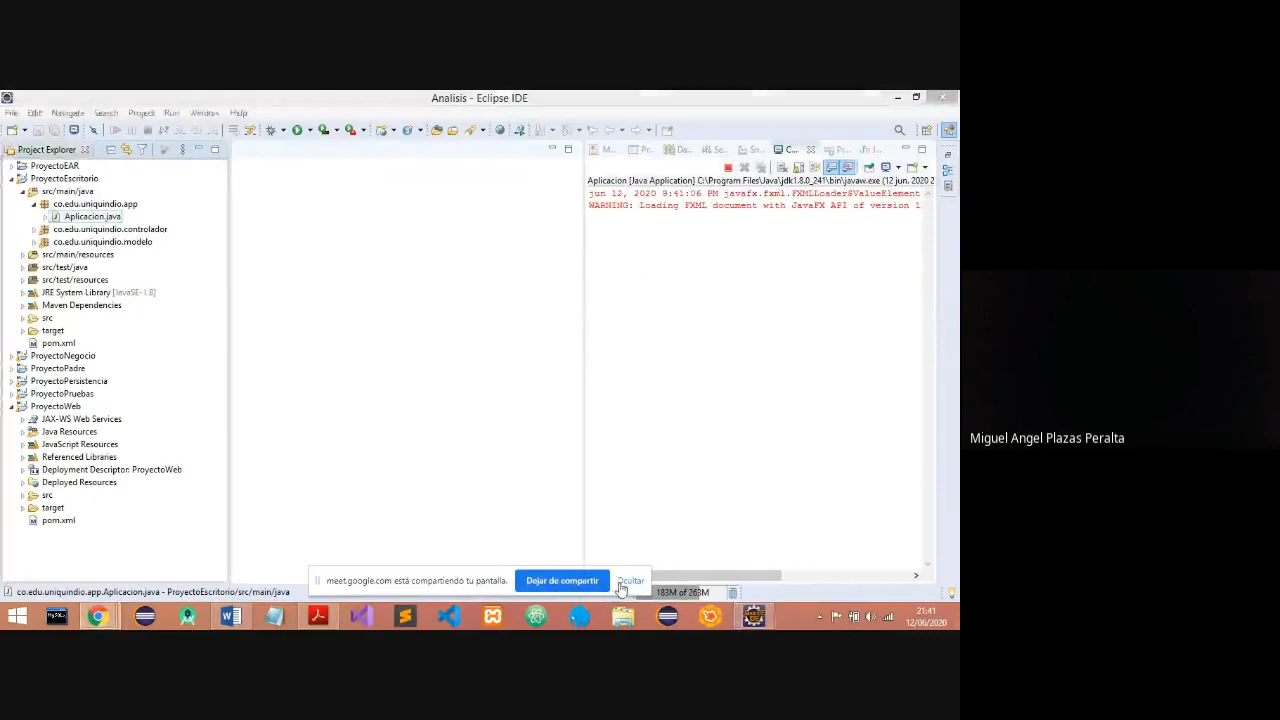 Analisis - Eclipse IDE
File Edit Navigate Search Project Run Window Help
Project Explorer
ProyectoEAR
ProyectoEscritorio
src/main/java
co.edu.uniquindio.app
Aplicacion.java
co.edu.uniquindio.controlador
co.edu.uniquindio.modelo
src/main/resources
src/test/java
src/test/resources
JRE System Library [JavaSE-1.8]
Maven Dependencies
src
target
pom.xml
ProyectoNegocio
ProyectoPadre
ProyectoPersistencia
ProyectoPruebas
ProyectoWeb
JAX-WS Web Services
Java Resources
JavaScript Resources
Referenced Libraries
Deployment Descriptor: ProyectoWeb
Deployed Resources
src
target
pom.xml
M... Pr... Da... Se... Sn... C... Pr... J...
Aplicacion [Java Application] C:\Program Files\Java\jdk1.8.0_241\bin\javaw.exe (12 jun. 2020 2
jun 12, 2020 9:41:06 PM javafx.fxml.FXMLLoader$ValueElement
WARNING: Loading FXML document with JavaFX API of version 1
Miguel Angel Plazas Peralta
meet.google.com está compartiendo tu pantalla.
Dejar de compartir
Ocultar
co.edu.uniquindio.app.Aplicacion.java - ProyectoEscritorio/src/main/java
183M of 263M
21:41
12/06/2020